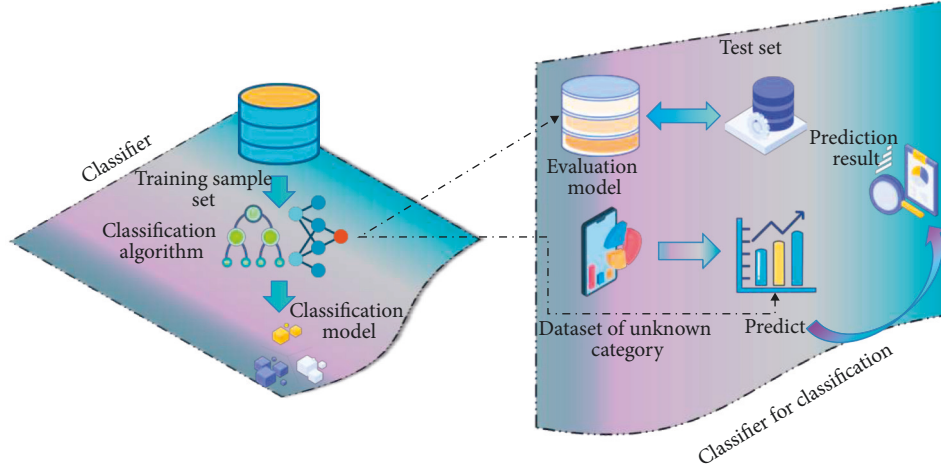 Classifier
Training sample
set
Classification
algorithm
Classification
model
Test set
Evaluation
model
Prediction
result
Dataset of unknown
category
Predict
Classifier for classification